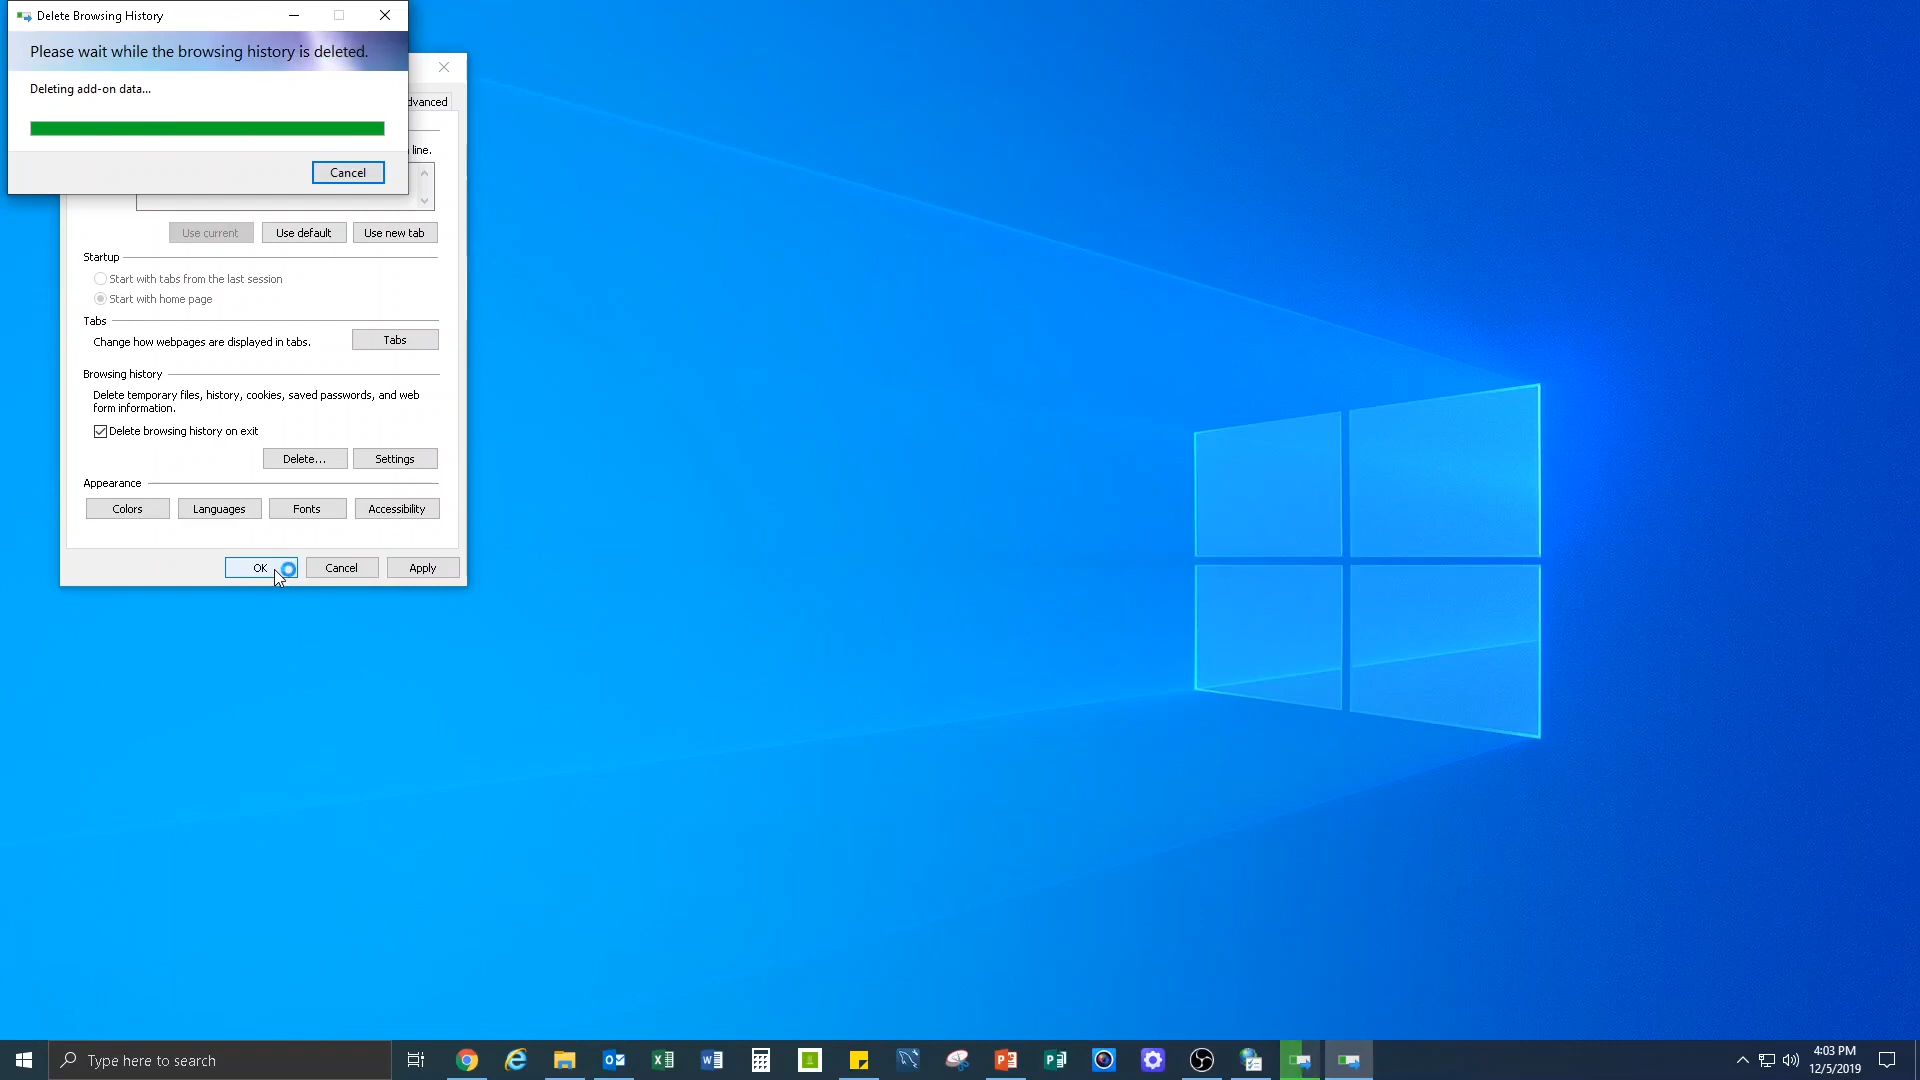 Delete Browsing History
Please wait while the browsing history is deleted.
Deleting add-on data...
Cancel
dvanced
line.
Use current
Use default
Use new tab
Startup
Start with tabs from the last session
Start with home page
Tabs
Change how webpages are displayed in tabs.
Tabs
Browsing history
Delete temporary files, history, cookies, saved passwords, and web
form information.
Delete browsing history on exit
Delete...
Settings
Appearance
Colors
Languages
Fonts
Accessibility
OK
Cancel
Apply
Type here to search
4:03 PM
12/5/2019